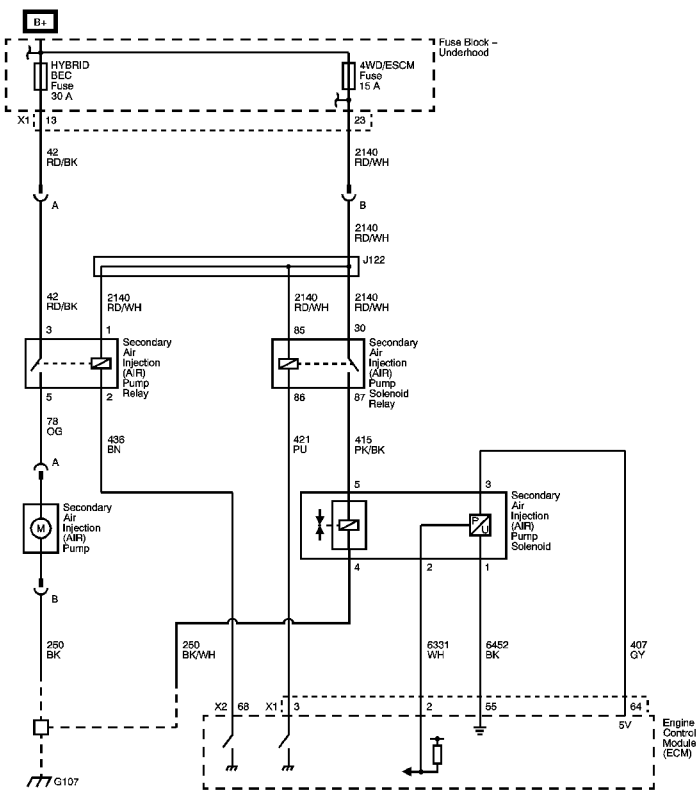 B+
Fuse Block –
Underhood
HYBRID
BEC
Fuse
30 A
4WD/ESCM
Fuse
15 A
X1 13
23
42
RD/BK
2140
RD/WH
A
B
2140
RD/WH
J122
42
RD/BK
2140
RD/WH
2140
RD/WH
2140
RD/WH
3
1
85
30
Secondary
Air
Injection
(AIR)
Pump
Relay
Secondary
Air
Injection
(AIR)
Pump
Solenoid
Relay
5
2
86
87
78
OG
436
BN
421
PU
415
PK/BK
A
5
3
Secondary
Air
Injection
(AIR)
Pump
M
Secondary
Air
Injection
(AIR)
Pump
Solenoid
P
U
4
2
1
B
250
BK
250
BK/WH
6331
WH
6452
BK
407
GY
X2 68
X1 3
2
55
64
5V
Engine
Control
Module
(ECM)
G107